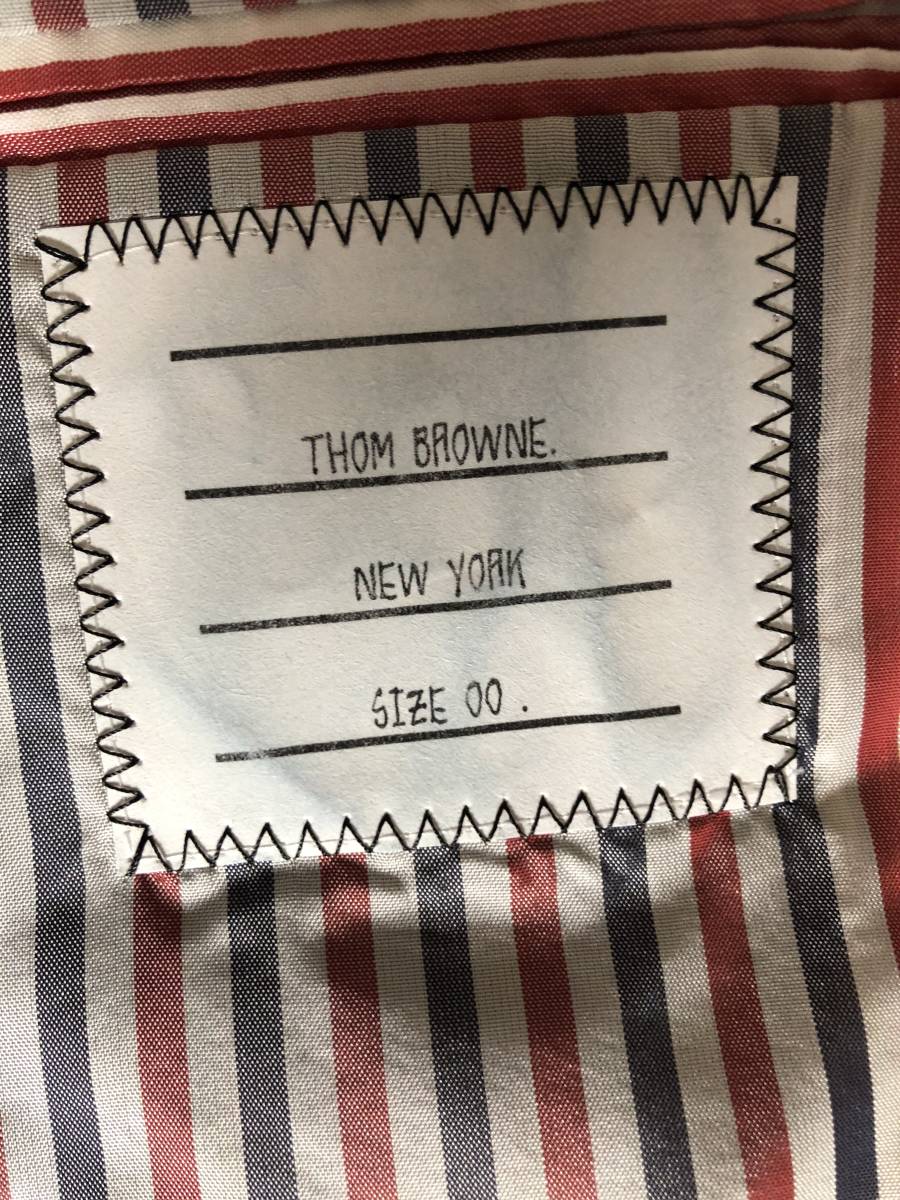 THOM BROWNE.
NEW YORK
SIZE 00 .